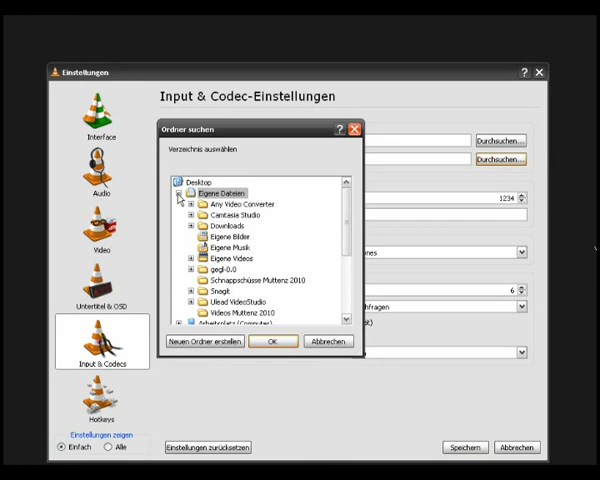 Einstellungen
Input & Codec-Einstellungen
Interface
Audio
Video
Untertitel & OSD
Input & Codecs
Hotkeys
Einstellungen zeigen
Einfach Alle
Ordner suchen
Verzeichnis auswählen
Desktop
Eigene Dateien
Any Video Converter
Camtasia Studio
Downloads
Eigene Bilder
Eigene Musik
Eigene Videos
gegl-0.0
Schnappschüsse Muttenz 2010
SnagIt
Ulead VideoStudio
Videos Muttenz 2010
Arbeitsplatz (Computer)
Neuen Ordner erstellen OK Abbrechen
Durchsuchen...
Durchsuchen...
1234
6
Einstellungen zurücksetzen Speichern Abbrechen